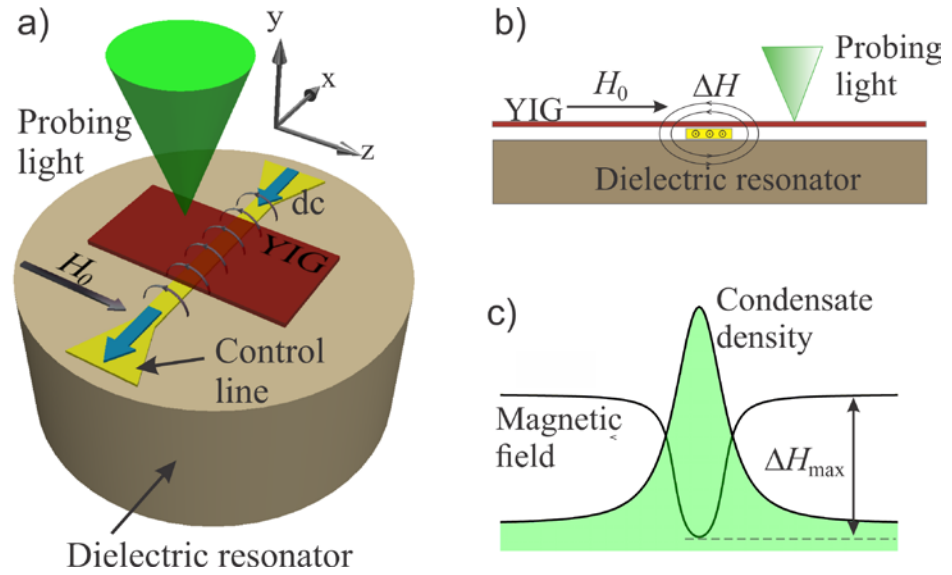 a)
y
x
z
Probing
light
dc
YIG
H0
Control
line
Dielectric resonator
b)
Probing
light
YIG
H0
ΔH
Dielectric resonator
c)
Condensate
density
Magnetic
field
ΔHmax